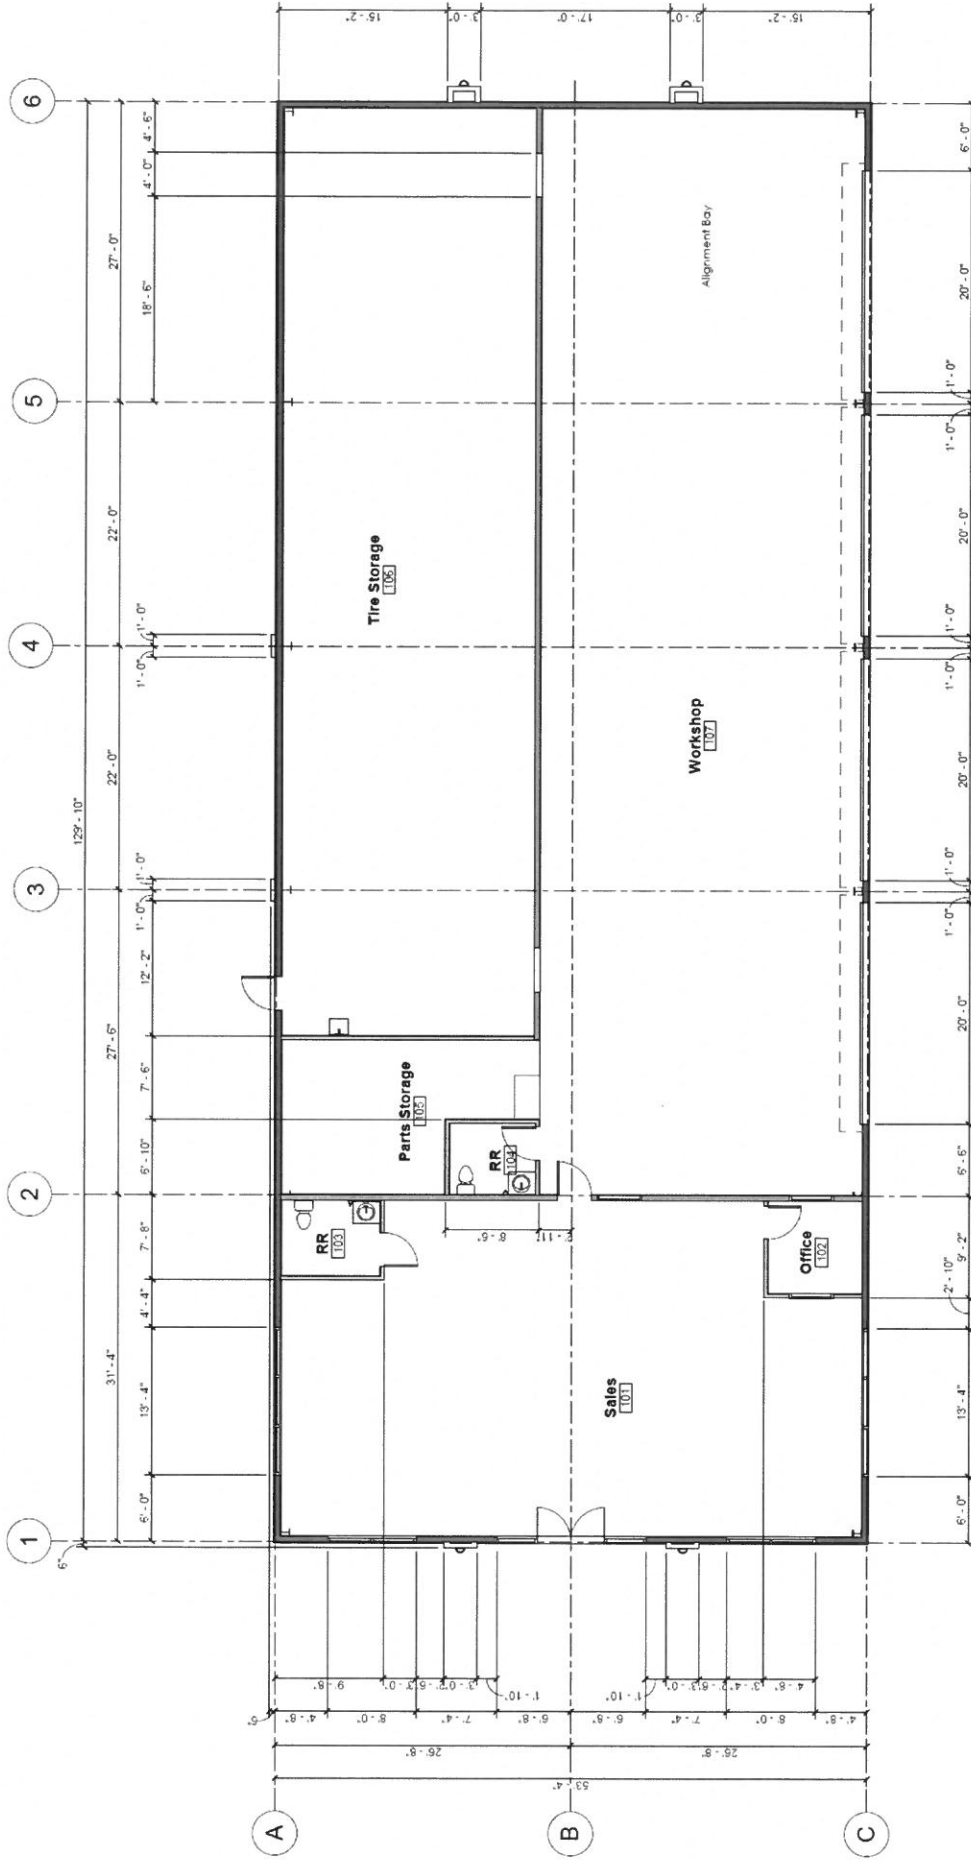 6
5
4
3
2
1
A
B
C
129' - 10"
6"
27' - 0"
22' - 0"
22' - 0"
27' - 6"
31' - 4"
4' - 6"
4' - 0"
18' - 6"
1' - 0"
1' - 0"
1' - 0"
1' - 0"
12' - 2"
7' - 6"
6' - 10"
7' - 8"
4' - 4"
13' - 4"
6' - 0"
15' - 2"
3' - 0"
17' - 0"
3' - 0"
15' - 2"
Tire Storage
106
Alignment Bay
Workshop
107
Parts Storage
105
RR
104
RR
103
8' - 6"
Office
102
Sales
101
6' - 0"
20' - 0"
1' - 0"
1' - 0"
20' - 0"
1' - 0"
1' - 0"
20' - 0"
1' - 0"
1' - 0"
20' - 0"
6' - 6"
9' - 2"
2' - 10"
13' - 4"
6' - 0"
9' - 8"
1' - 10"
1' - 10"
4' - 8"
6"
4' - 8"
8' - 0"
7' - 4"
6' - 8"
6' - 8"
7' - 4"
8' - 0"
4' - 8"
26' - 8"
26' - 8"
53' - 4"